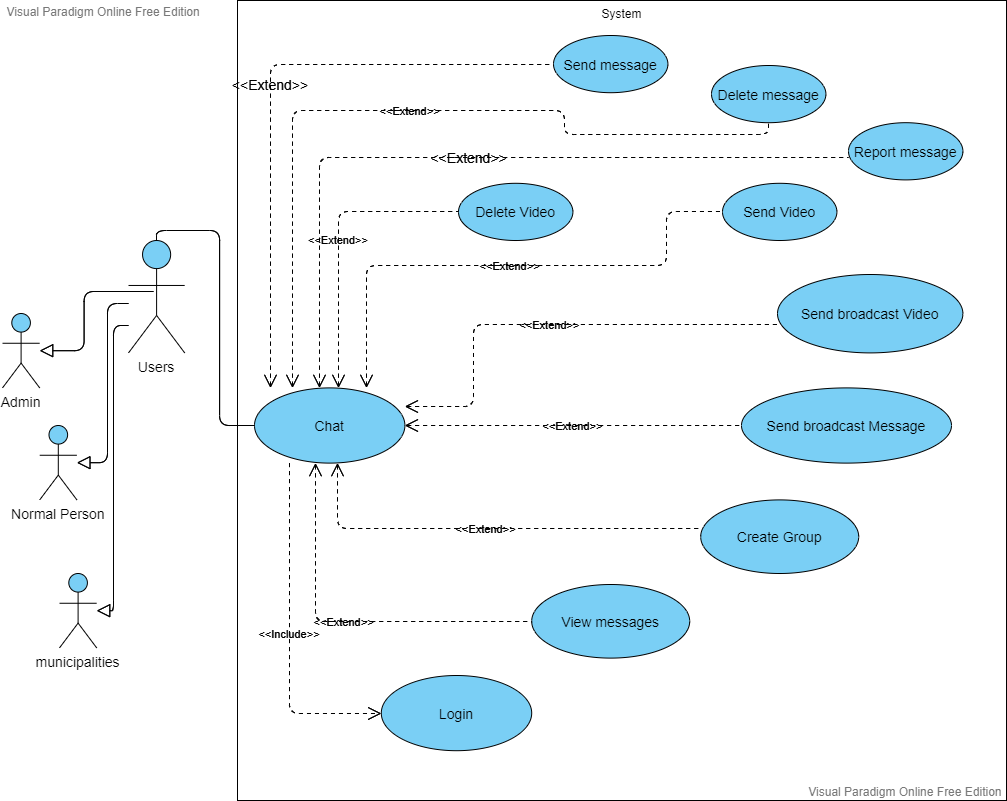 Visual Paradigm Online Free Edition
System
Send message
<<Extend>>
Delete message
<<Extend>>
Report message
<<Extend>>
Delete Video
Send Video
<<Extend>>
<<Extend>>
Send broadcast Video
<<Extend>>
Users
Admin
Chat
Send broadcast Message
<<Extend>>
Normal Person
Create Group
<<Extend>>
View messages
<<Extend>>
<<Include>>
municipalities
Login
Visual Paradigm Online Free Edition